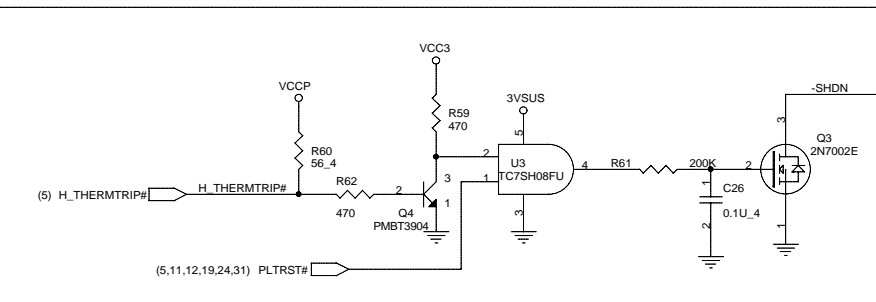 VCC3
VCCP
3VSUS
-SHDN
R59
470
R60
56_4
5
3
Q3
2N7002E
2
U3
TC7SH08FU
4
R61
200K
2
1
(5) H_THERMTRIP#
H_THERMTRIP#
R62
470
2
3
1
Q4
PMBT3904
3
1
C26
0.1U_4
2
1
(5,11,12,19,24,31) PLTRST#